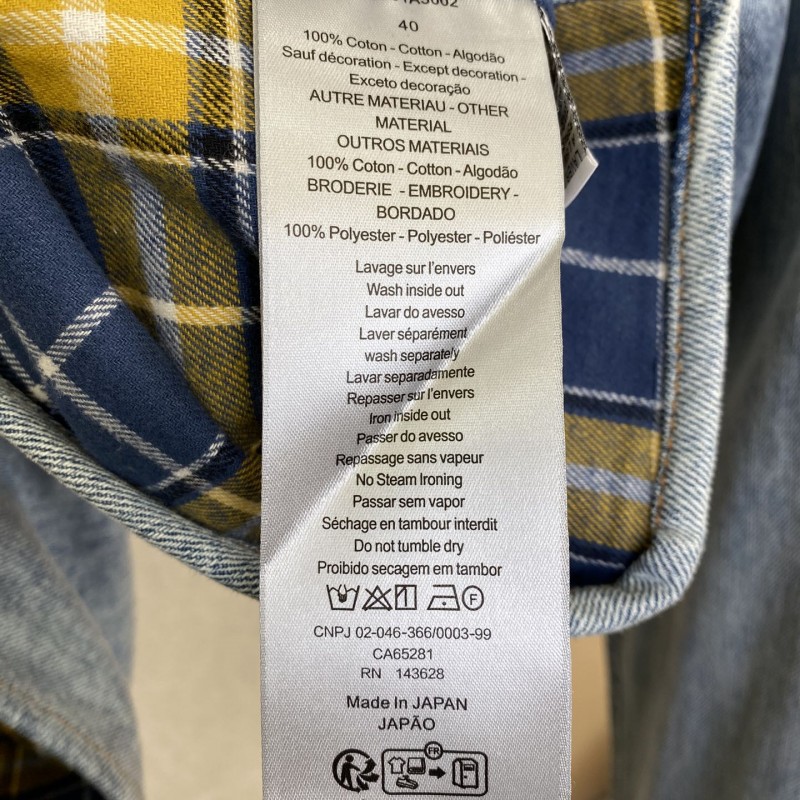 40
100% Coton - Cotton - Algodão
Sauf décoration - Except decoration -
Exceto decoração
AUTRE MATERIAU - OTHER
MATERIAL
OUTROS MATERIAIS
100% Coton - Cotton - Algodão
BRODERIE - EMBROIDERY -
BORDADO
100% Polyester - Polyester - Poliéster
Lavage sur l'envers
Wash inside out
Lavar do avesso
Laver séparément
wash separately
Lavar separadamente
Repasser sur l'envers
Iron inside out
Passer do avesso
Repassage sans vapeur
No Steam Ironing
Passar sem vapor
Séchage en tambour interdit
Do not tumble dry
Proibido secagem em tambor
F
CNPJ 02-046-366/0003-99
CA65281
RN 143628
Made In JAPAN
JAPÃO
FR